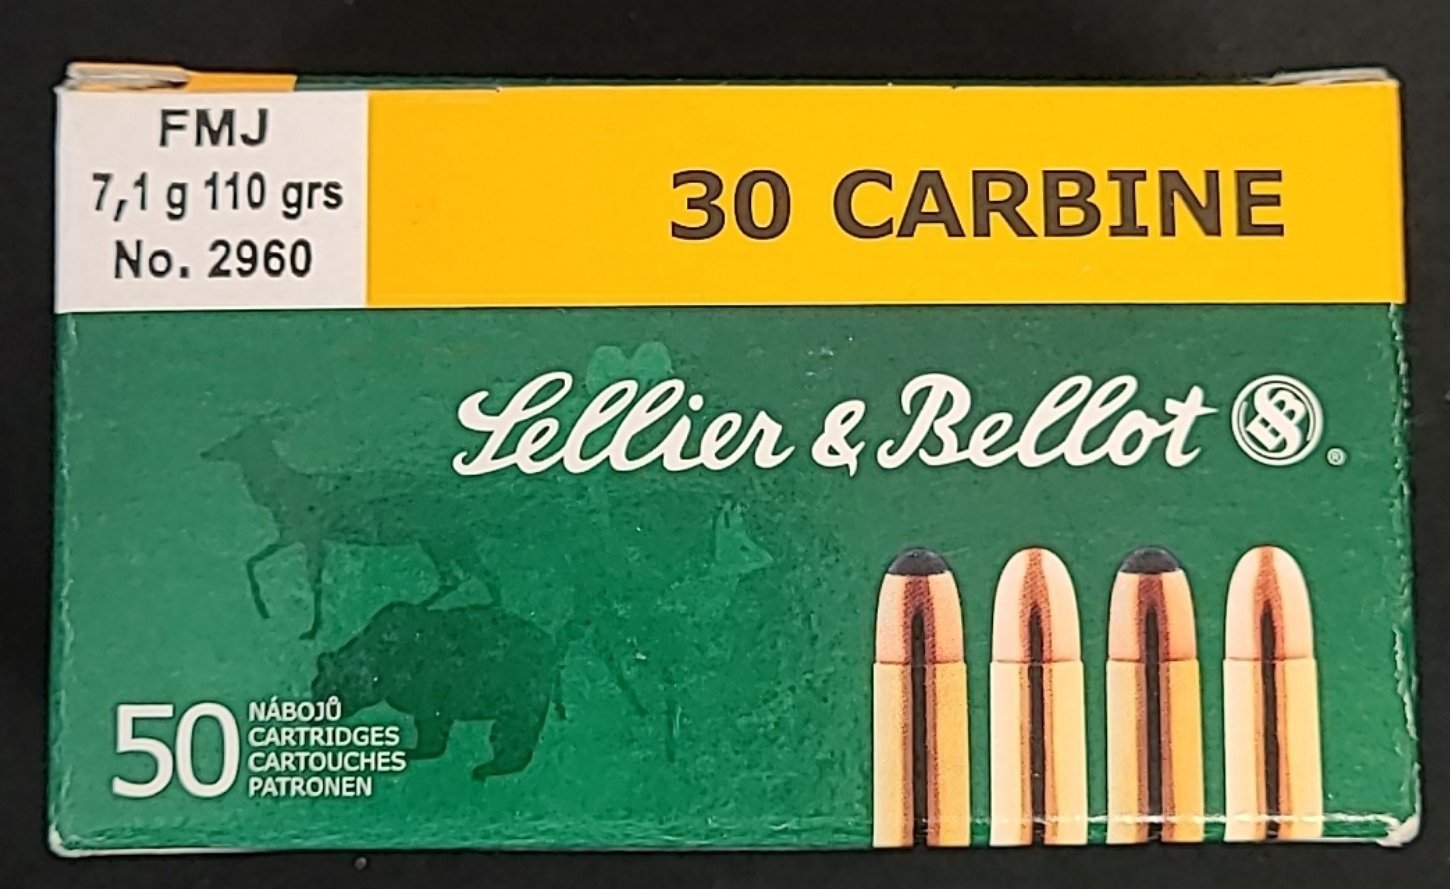 FMJ
7,1 g 110 grs
No. 2960
30 CARBINE
Sellier & Bellot
®
50
NÁBOJŮ
CARTRIDGES
CARTOUCHES
PATRONEN